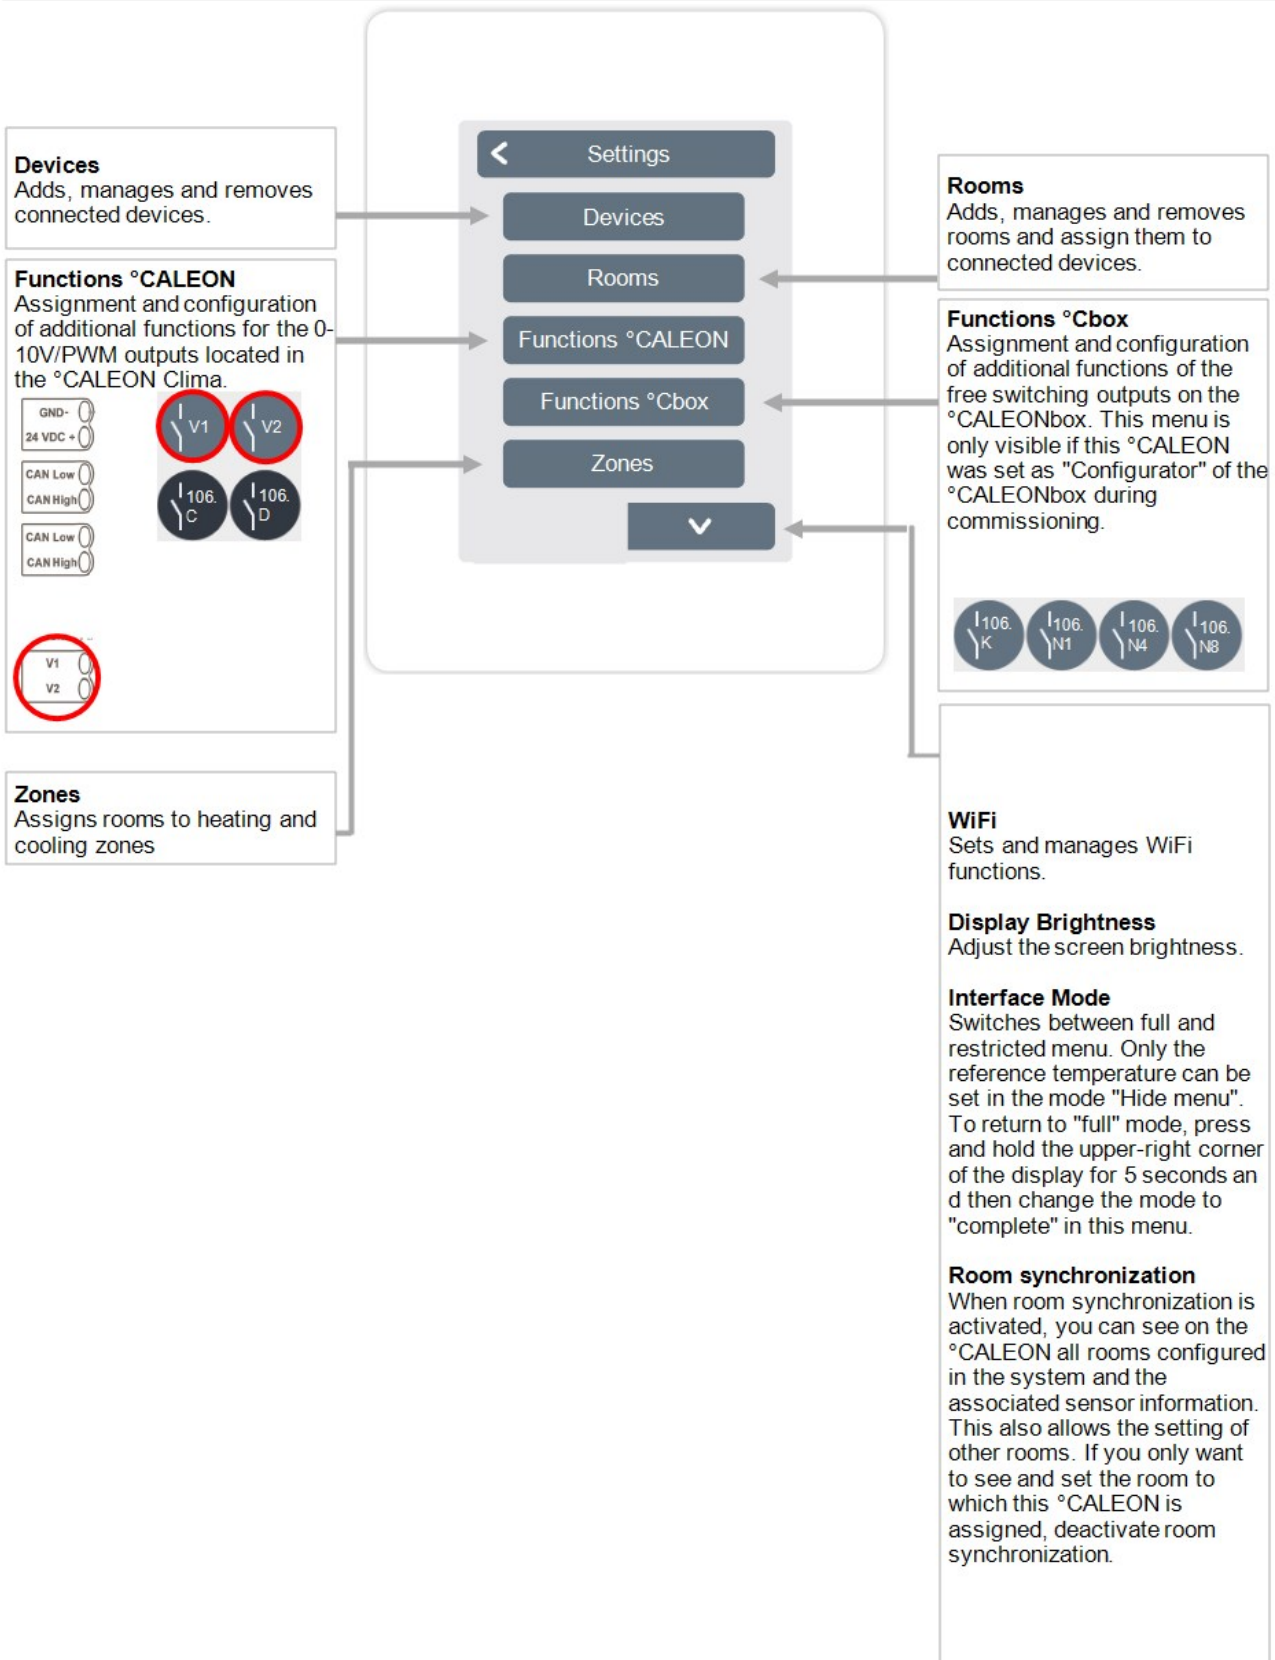 Devices
Adds, manages and removes
connected devices.
Functions °CALEON
Assignment and configuration
of additional functions for the 0-
10V/PWM outputs located in
the °CALEON Clima.
GND-
24 VDC +
CAN Low
CAN High
CAN Low
CAN High
V1
V2
V1
V2
106.
C
106.
D
Zones
Assigns rooms to heating and
cooling zones
Settings
Devices
Rooms
Functions °CALEON
Functions °Cbox
Zones
Rooms
Adds, manages and removes
rooms and assign them to
connected devices.
Functions °Cbox
Assignment and configuration
of additional functions of the
free switching outputs on the
°CALEONbox. This menu is
only visible if this °CALEON
was set as "Configurator" of the
°CALEONbox during
commissioning.
106.
K
106.
N1
106.
N4
106.
N8
WiFi
Sets and manages WiFi
functions.
Display Brightness
Adjust the screen brightness.
Interface Mode
Switches between full and
restricted menu. Only the
reference temperature can be
set in the mode "Hide menu".
To return to "full" mode, press
and hold the upper-right corner
of the display for 5 seconds an
d then change the mode to
"complete" in this menu.
Room synchronization
When room synchronization is
activated, you can see on the
°CALEON all rooms configured
in the system and the
associated sensor information.
This also allows the setting of
other rooms. If you only want
to see and set the room to
which this °CALEON is
assigned, deactivate room
synchronization.